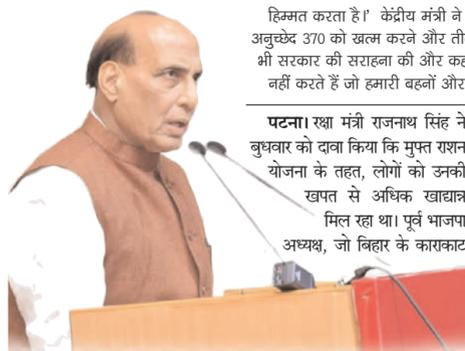 हिम्मत करता है।’ केंद्रीय मंत्री ने
अनुच्छेद 370 को खत्म करने और ती
भी सरकार की सराहना की और कह
नहीं करते हैं जो हमारी बहनों और
पटना। रक्षा मंत्री राजनाथ सिंह ने
बुधवार को दावा किया कि मुफ्त राशन
योजना के तहत, लोगों को उनकी
खपत से अधिक खाद्यान्न
मिल रहा था। पूर्व भाजपा
अध्यक्ष, जो बिहार के काराकाट